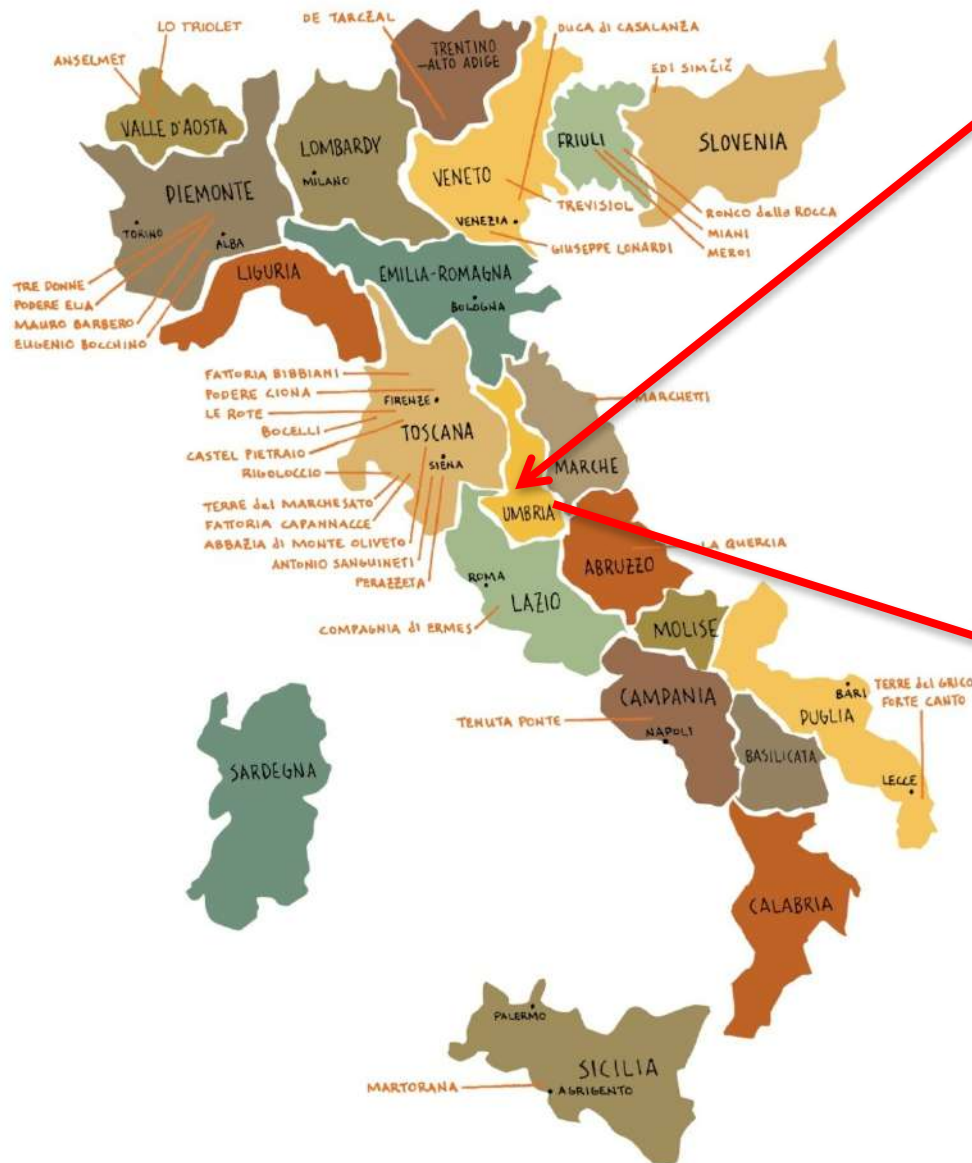 LO TRIOLET
ANSELMET
DE TARCZAL
DUCA di CASALANZA
EDI SIMČIČ
TRENTINO
-ALTO ADIGE
VALLE D'AOSTA
LOMBARDY
MILANO
VENETO
FRIULI
SLOVENIA
PIEMONTE
TORINO
ALBA
VENEZIA
TREVISIOL
GIUSEPPE LONARDI
RONCO della ROCCA
MIANI
MEROI
TRE DONNE
PODERE ELIA
MAURO BARBERO
EUGENIO BOCCHINO
LIGURIA
EMILIA-ROMAGNA
BOLOGNA
FATTORIA BIBBIANI
PODERE CIONA
FIRENZE
LE ROTE
BOCELLI
TOSCANA
CASTEL PIETRAIO
SIENA
RIGOLOCCIO
TERRE del MARCHESATO
FATTORIA CAPANNACCE
ABBAZIA di MONTE OLIVETO
ANTONIO SANGUINETI
PERAZZETA
MARCHETTI
MARCHE
UMBRIA
LA QUERCIA
ABRUZZO
ROMA
LAZIO
COMPAGNIA di ERMES
MOLISE
CAMPANIA
NAPOLI
TENUTA PONTE
BARI
PUGLIA
TERRE del GRICO
FORTE CANTO
BASILICATA
LECCE
SARDEGNA
CALABRIA
PALERMO
SICILIA
MARTORANA
AGRIGENTO